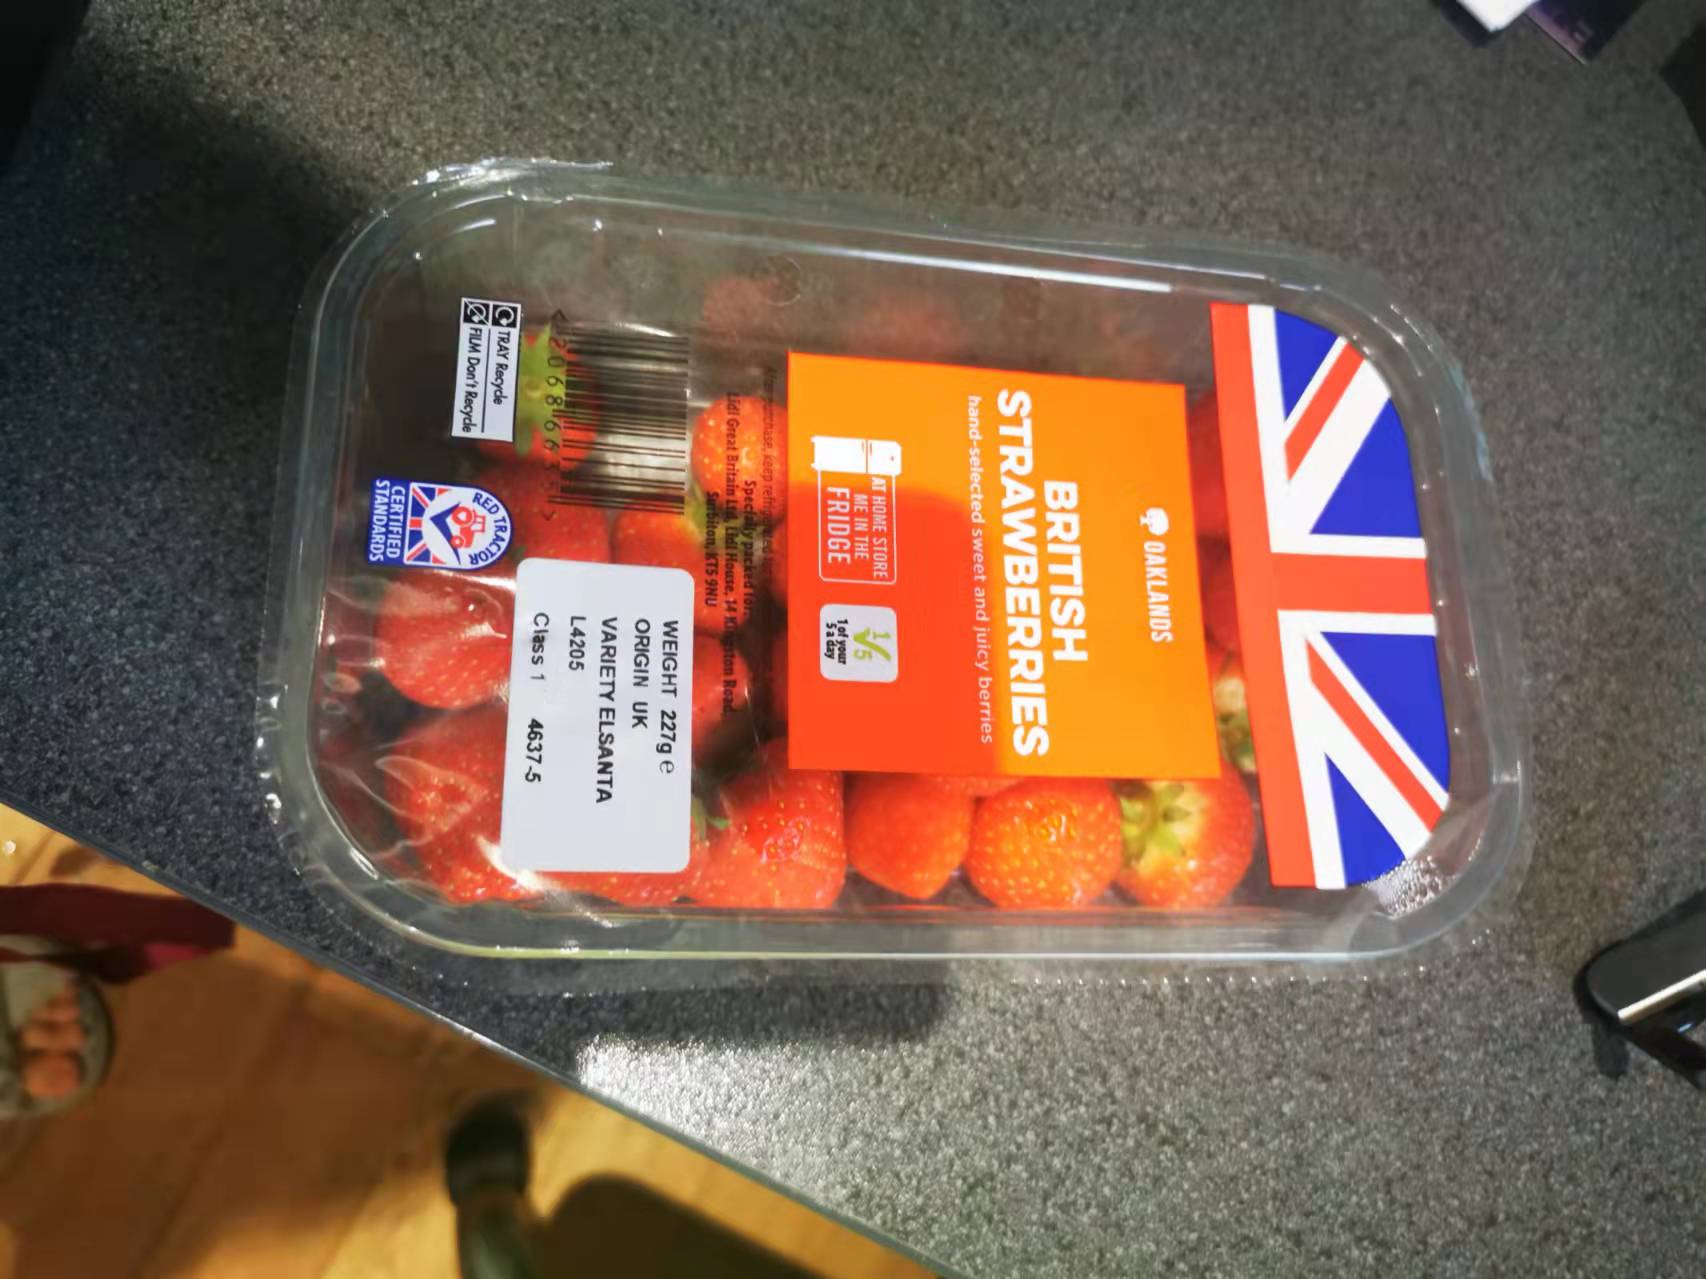 OAKLANDS
BRITISH
STRAWBERRIES
hand-selected sweet and juicy berries
AT HOME STORE
ME IN THE
FRIDGE
1/5
1 of your
5 a day
purchase, keep
Specially packed for:
Lidl Great Britain Ltd, Lidl House, 14 Kingston Road,
Surbiton, KT5 9NU
WEIGHT 227g e
ORIGIN UK
VARIETY ELSANTA
L4205
Class 1 4637-5
TRAY Recycle
FILM Don't Recycle
RED TRACTOR
CERTIFIED
STANDARDS